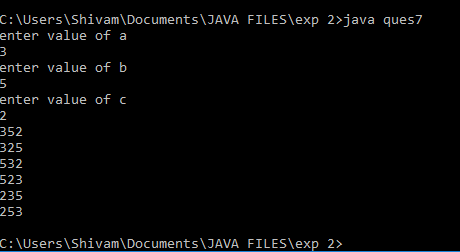 C:\Users\Shivam\Documents\JAVA FILES\exp 2>java ques7
enter value of a
3
enter value of b
5
enter value of c
2
352
325
532
523
235
253
C:\Users\Shivam\Documents\JAVA FILES\exp 2>